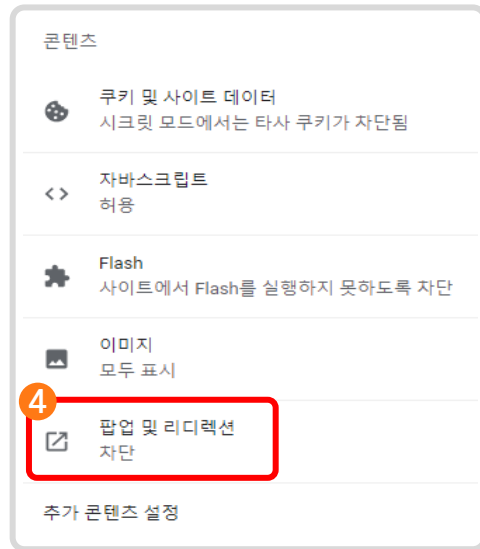 콘텐츠
쿠키 및 사이트 데이터
시크릿 모드에서는 타사 쿠키가 차단됨
자바스크립트
허용
Flash
사이트에서 Flash를 실행하지 못하도록 차단
이미지
모두 표시
4
팝업 및 리디렉션
차단
추가 콘텐츠 설정